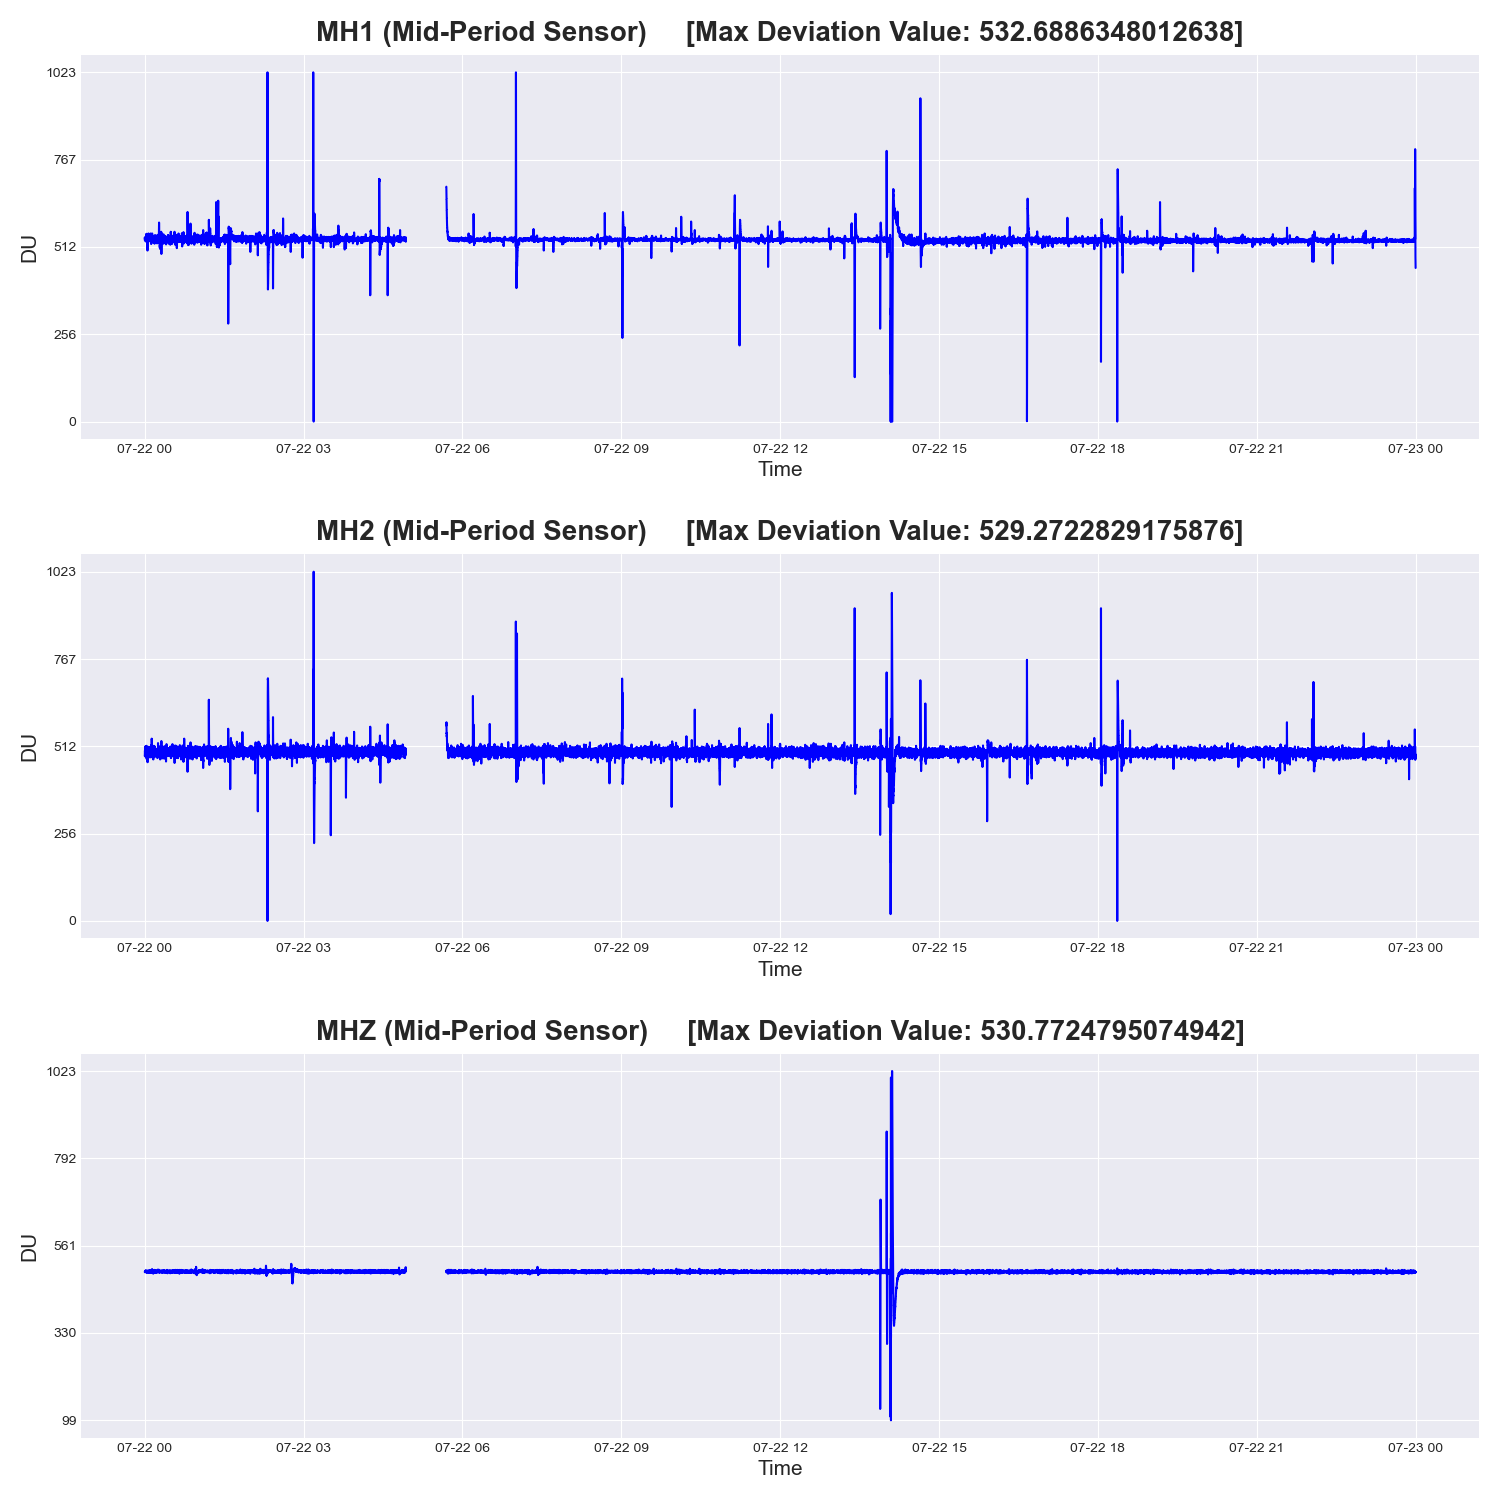 MH1 (Mid-Period Sensor) [Max Deviation Value: 532.6886348012638]
1023
767
512
256
0
DU
07-22 00 07-22 03 07-22 06 07-22 09 07-22 12 07-22 15 07-22 18 07-22 21 07-23 00
Time
MH2 (Mid-Period Sensor) [Max Deviation Value: 529.2722829175876]
1023
767
512
256
0
DU
07-22 00 07-22 03 07-22 06 07-22 09 07-22 12 07-22 15 07-22 18 07-22 21 07-23 00
Time
MHZ (Mid-Period Sensor) [Max Deviation Value: 530.7724795074942]
1023
792
561
330
99
DU
07-22 00 07-22 03 07-22 06 07-22 09 07-22 12 07-22 15 07-22 18 07-22 21 07-23 00
Time